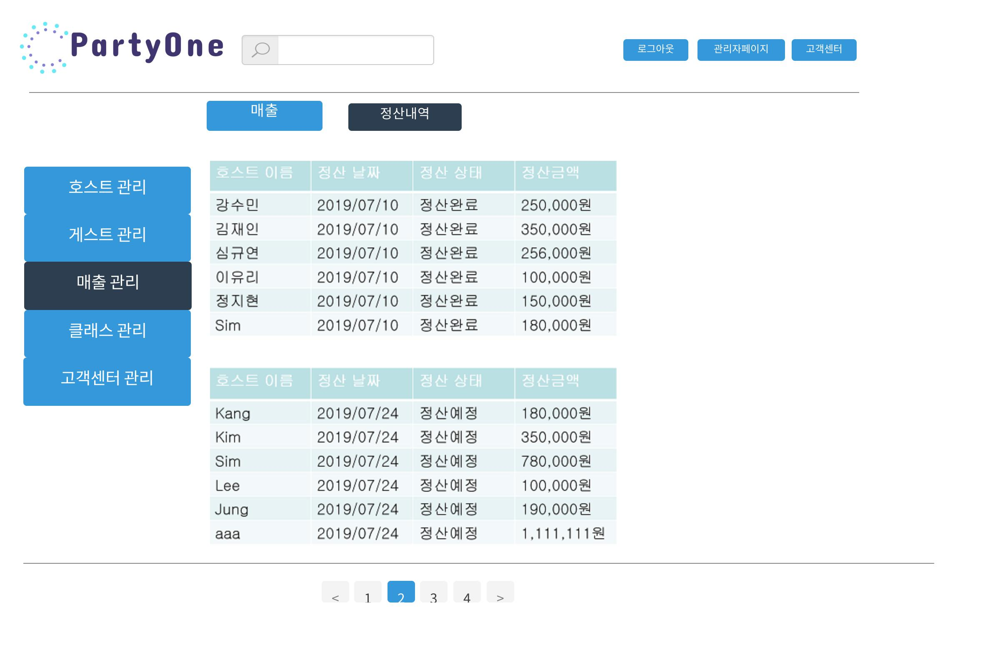 PartyOne
로그아웃 관리자페이지 고객센터
매출 정산내역
호스트 관리
게스트 관리
매출 관리
클래스 관리
고객센터 관리
호스트 이름 정산 날짜 정산 상태 정산금액
강수민 2019/07/10 정산완료 250,000원
김재인 2019/07/10 정산완료 350,000원
심규연 2019/07/10 정산완료 256,000원
이유리 2019/07/10 정산완료 100,000원
정지현 2019/07/10 정산완료 150,000원
Sim 2019/07/10 정산완료 180,000원
호스트 이름 정산 날짜 정산 상태 정산금액
Kang 2019/07/24 정산예정 180,000원
Kim 2019/07/24 정산예정 350,000원
Sim 2019/07/24 정산예정 780,000원
Lee 2019/07/24 정산예정 100,000원
Jung 2019/07/24 정산예정 190,000원
aaa 2019/07/24 정산예정 1,111,111원
< 1 2 3 4 >